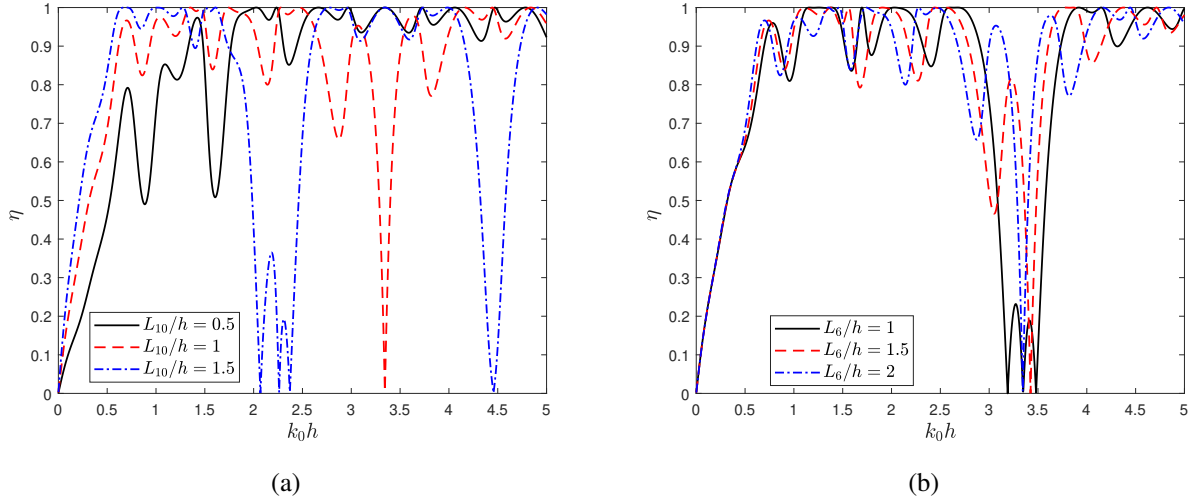 1
0.9
0.8
0.7
0.6
0.5
0.4
0.3
0.2
0.1
0
η
L₁₀/h = 0.5
L₁₀/h = 1
L₁₀/h = 1.5
0 0.5 1 1.5 2 2.5 3 3.5 4 4.5 5
k₀h
(a)
1
0.9
0.8
0.7
0.6
0.5
0.4
0.3
0.2
0.1
0
η
L₆/h = 1
L₆/h = 1.5
L₆/h = 2
0 0.5 1 1.5 2 2.5 3 3.5 4 4.5 5
k₀h
(b)